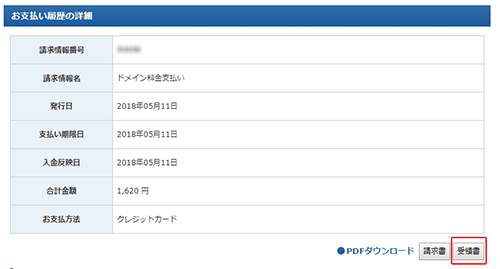 お支払い履歴の詳細
請求情報番号
請求情報名 ドメイン料金支払い
発行日 2018年05月11日
支払い期限日 2018年05月11日
入金反映日 2018年05月11日
合計金額 1,620 円
お支払方法 クレジットカード
●PDFダウンロード 請求書 受領書